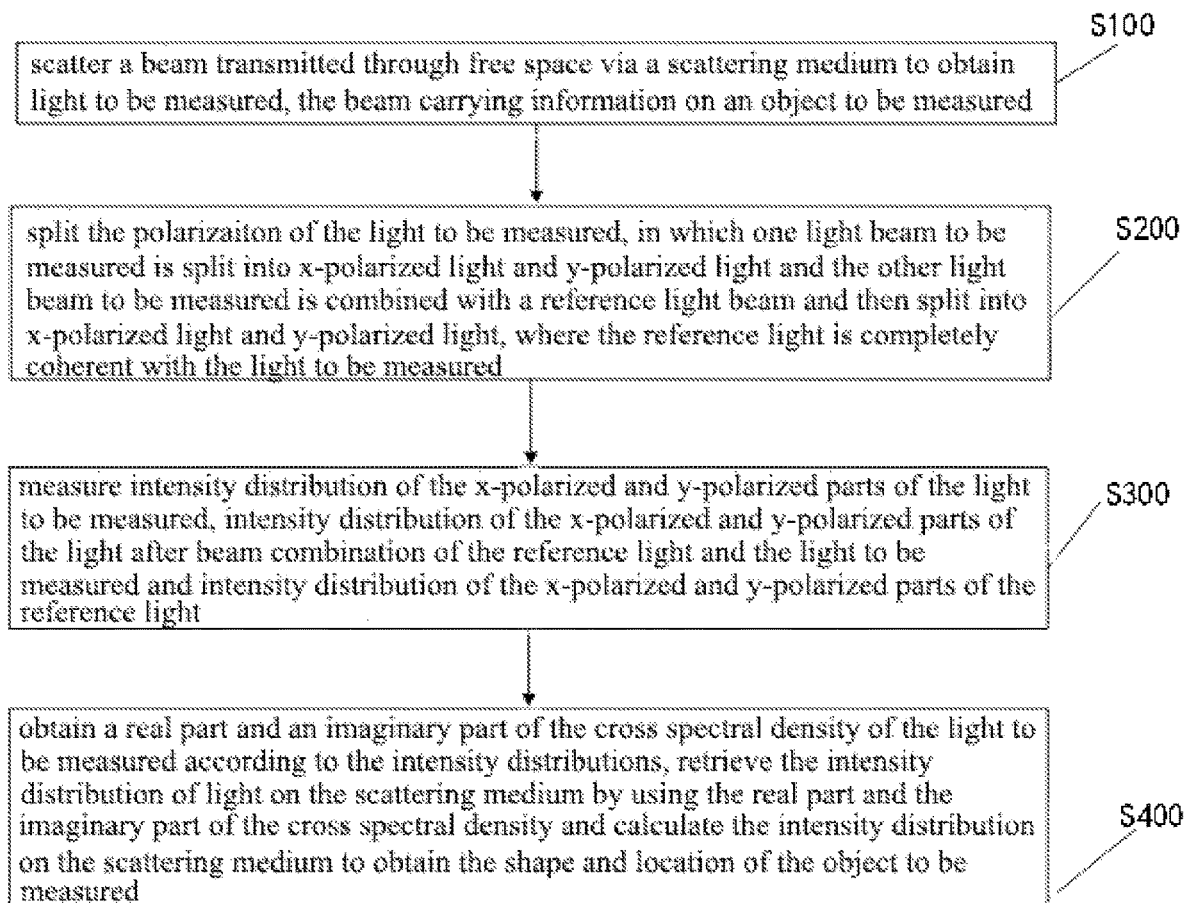 S100
scatter a beam transmitted through free space via a scattering medium to obtain
light to be measured, the beam carrying information on an object to be measured
S200
split the polarizaiton of the light to be measured, in which one light beam to be
measured is split into x-polarized light and y-polarized light and the other light
beam to be measured is combined with a reference light beam and then split into
x-polarized light and y-polarized light, where the reference light is completely
coherent with the light to be measured
S300
measure intensity distribution of the x-polarized and y-polarized parts of the light
to be measured, intensity distribution of the x-polarized and y-polarized parts of
the light after beam combination of the reference light and the light to be
measured and intensity distribution of the x-polarized and y-polarized parts of the
reference light
S400
obtain a real part and an imaginary part of the cross spectral density of the light to
be measured according to the intensity distributions, retrieve the intensity
distribution of light on the scattering medium by using the real part and the
imaginary part of the cross spectral density and calculate the intensity distribution
on the scattering medium to obtain the shape and location of the object to be
measured